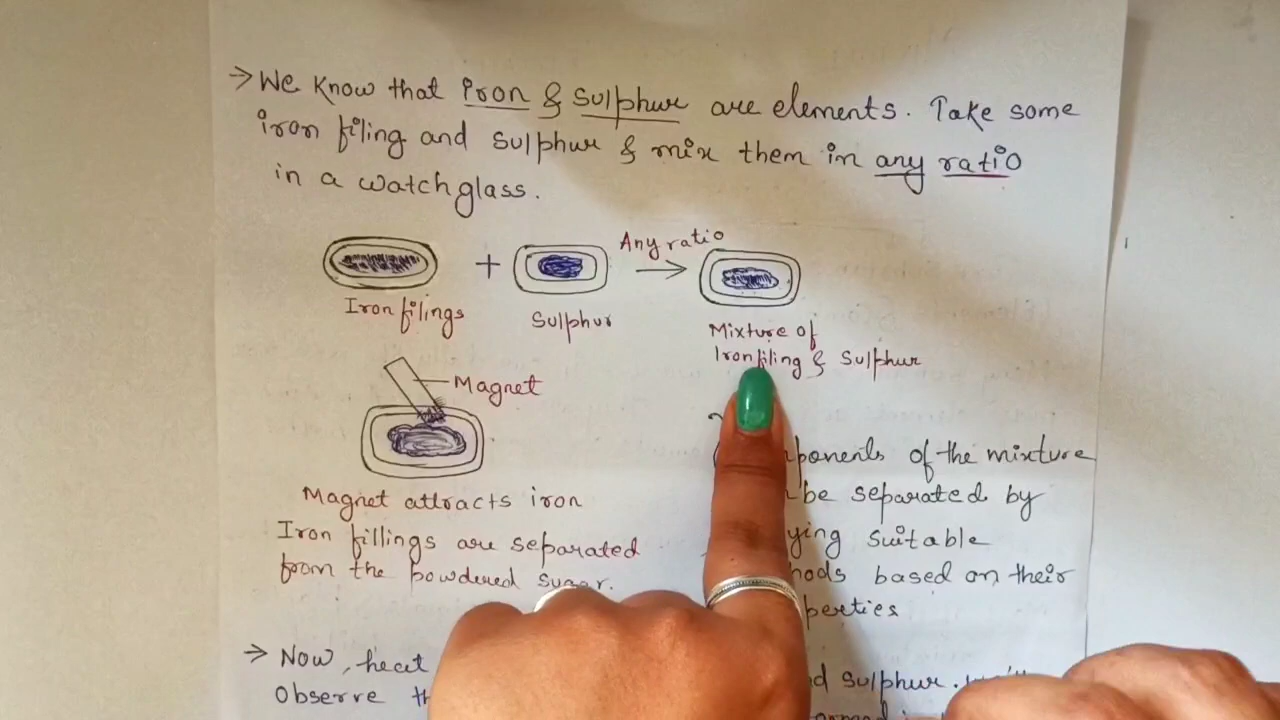 → We know that iron & sulphur are elements. Take some
iron filing and sulphur & mix them in any ratio
in a watchglass.
Any ratio
+ →
Iron filings
Sulphur
Mixture of
Iron filing & Sulphur
Magnet
Magnet attracts iron
Iron fillings are separated
from the powdered sugar.
of the mixture
be separated by
suitable
based on their
→ Now, heat
Observe
sulphur.